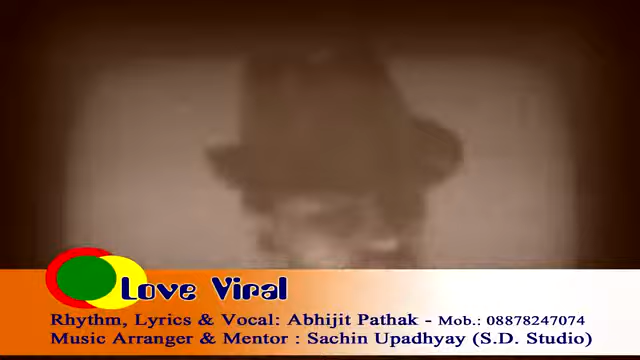 Love Viral
Rhythm, Lyrics & Vocal: Abhijit Pathak - Mob.: 08878247074
Music Arranger & Mentor : Sachin Upadhyay (S.D. Studio)